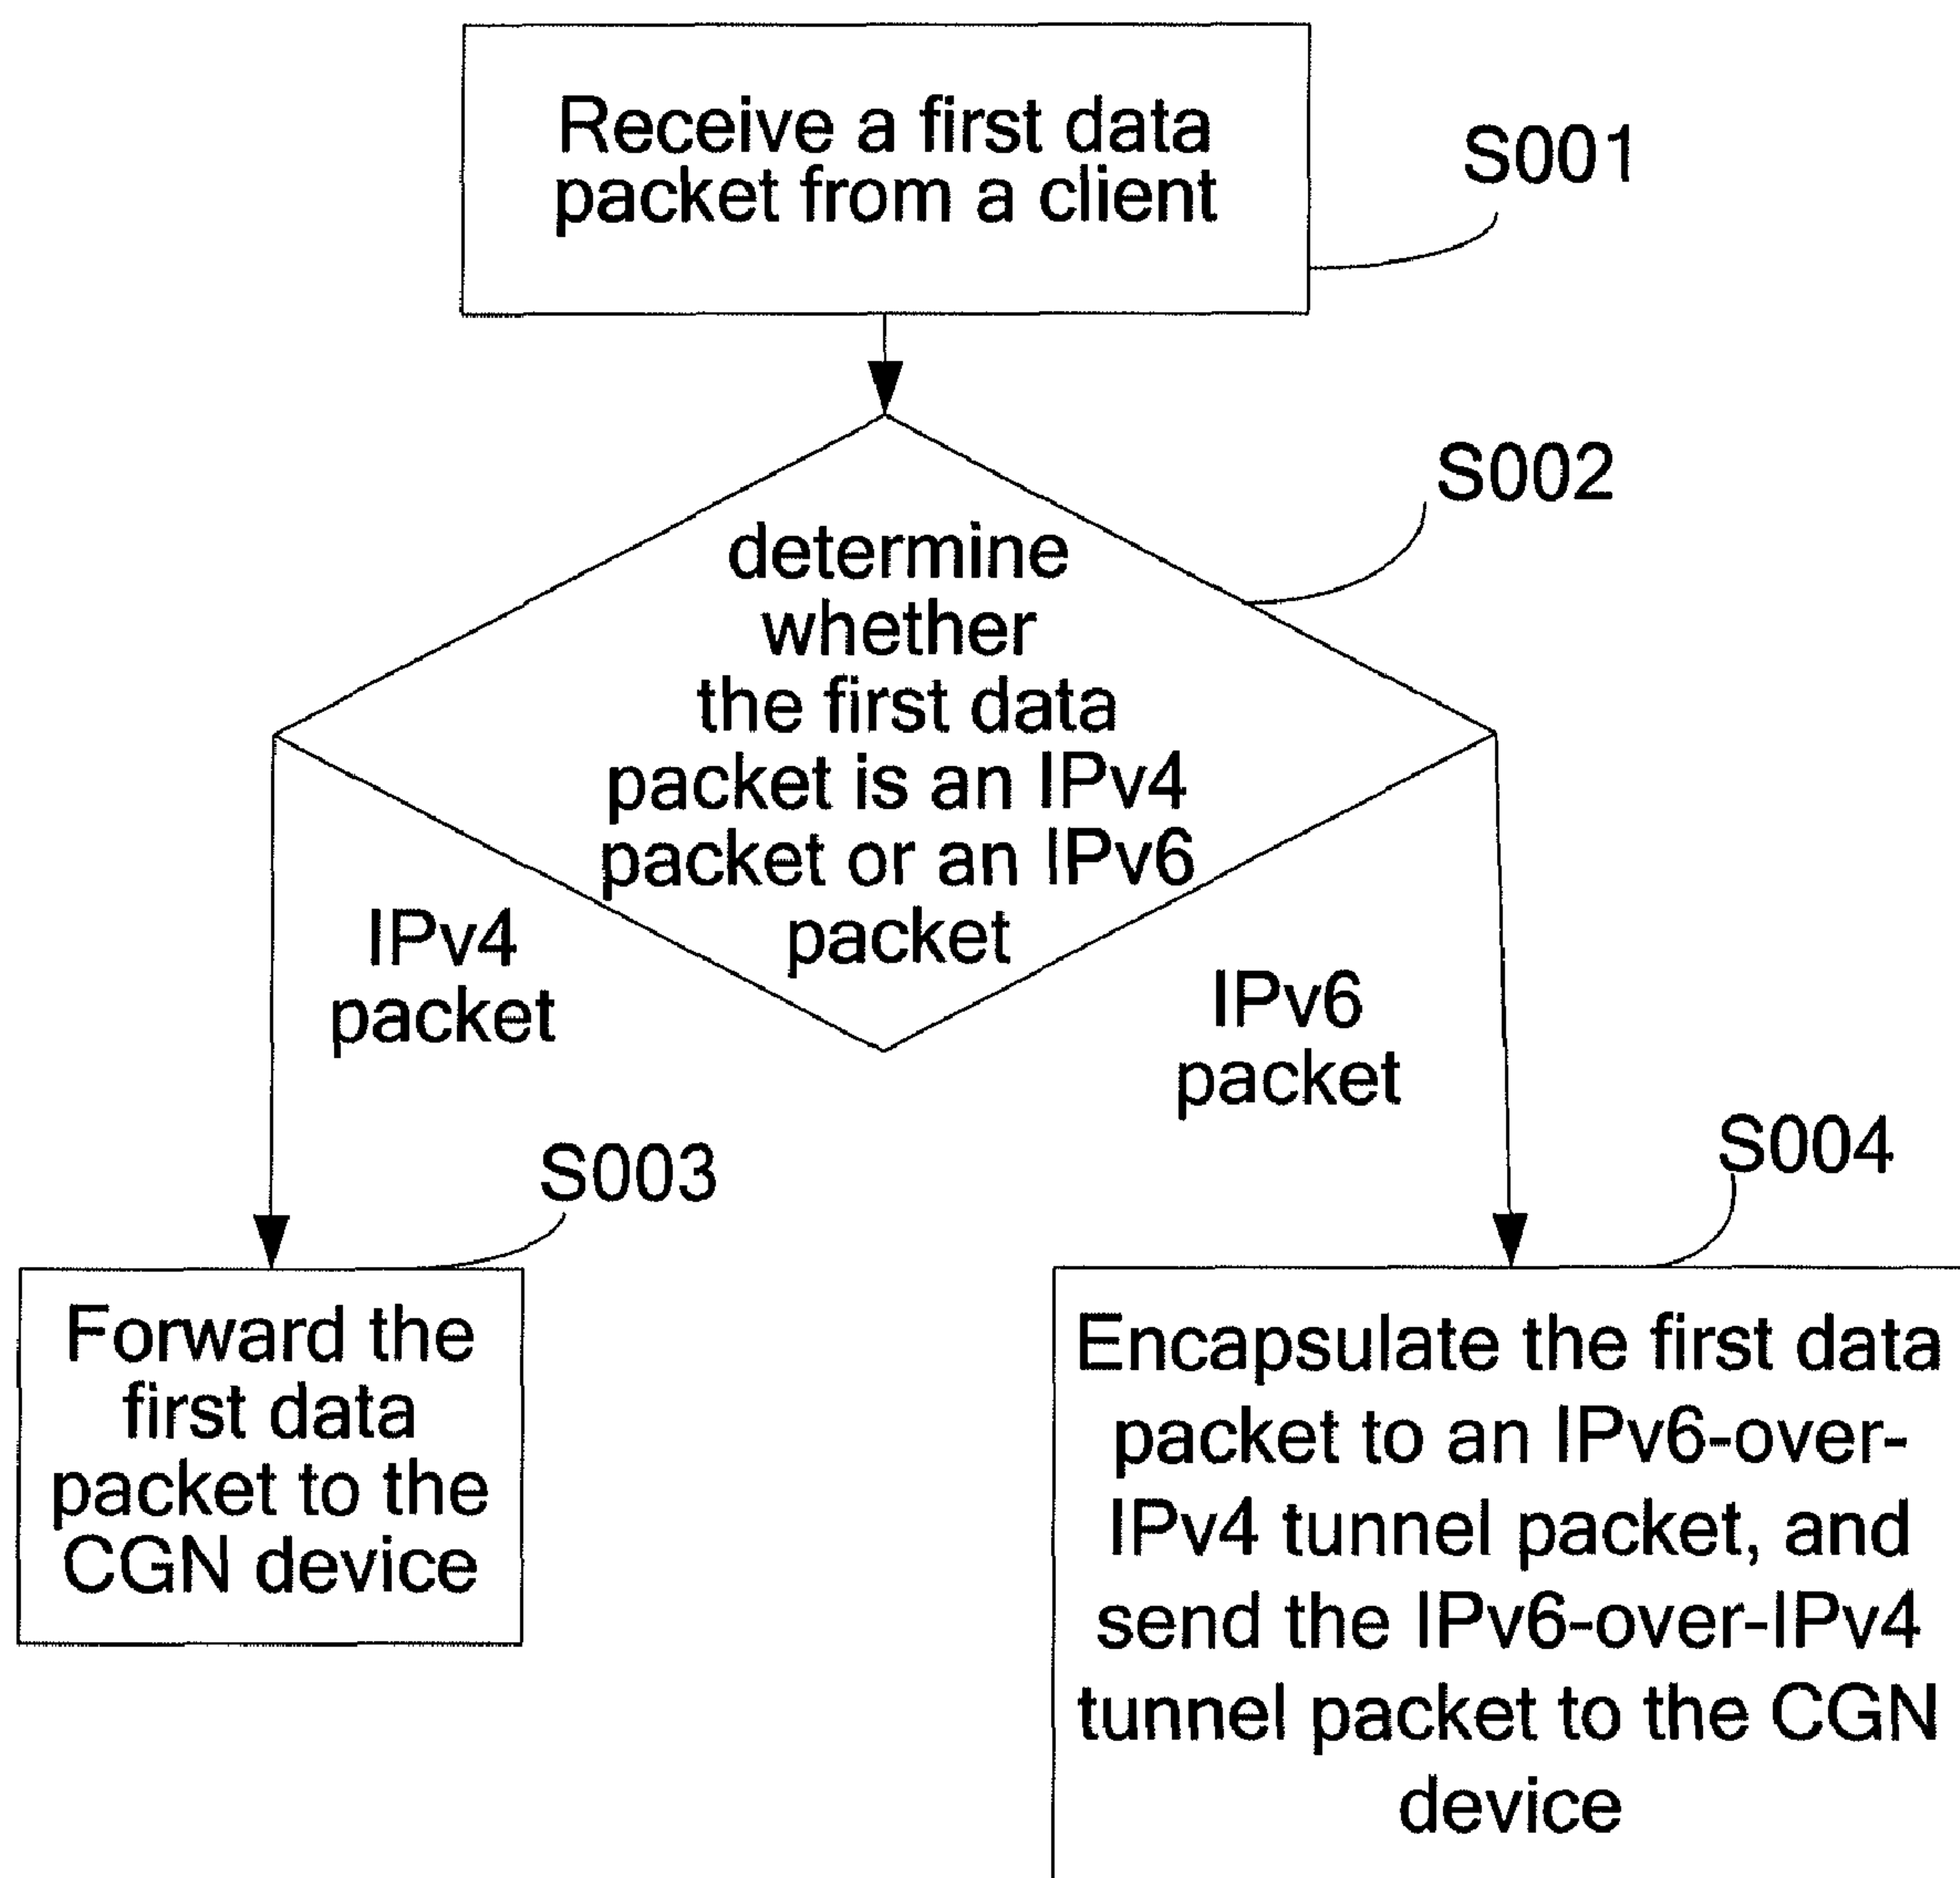 Receive a first data
packet from a client
S001
S002
determine
whether
the first data
packet is an IPv4
packet or an IPv6
packet
IPv4
packet
IPv6
packet
S003
S004
Forward the
first data
packet to the
CGN device
Encapsulate the first data
packet to an IPv6-over-
IPv4 tunnel packet, and
send the IPv6-over-IPv4
tunnel packet to the CGN
device